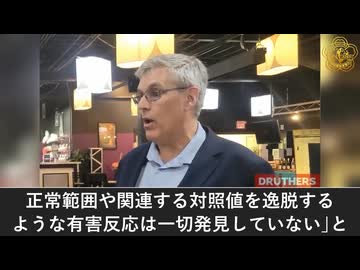 DRUTHERS
正常範囲や関連する対照値を逸脱する
ような有害反応は一切発見していない」と